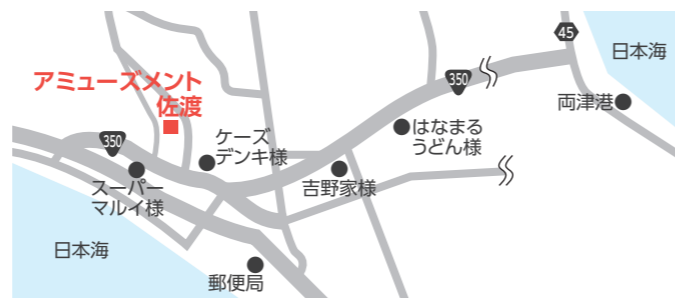 45
日本海
350
両津港
アミューズメント
佐渡
はなまる
うどん様
350
ケーズ
デンキ様
スーパー
マルイ様
吉野家様
日本海
郵便局